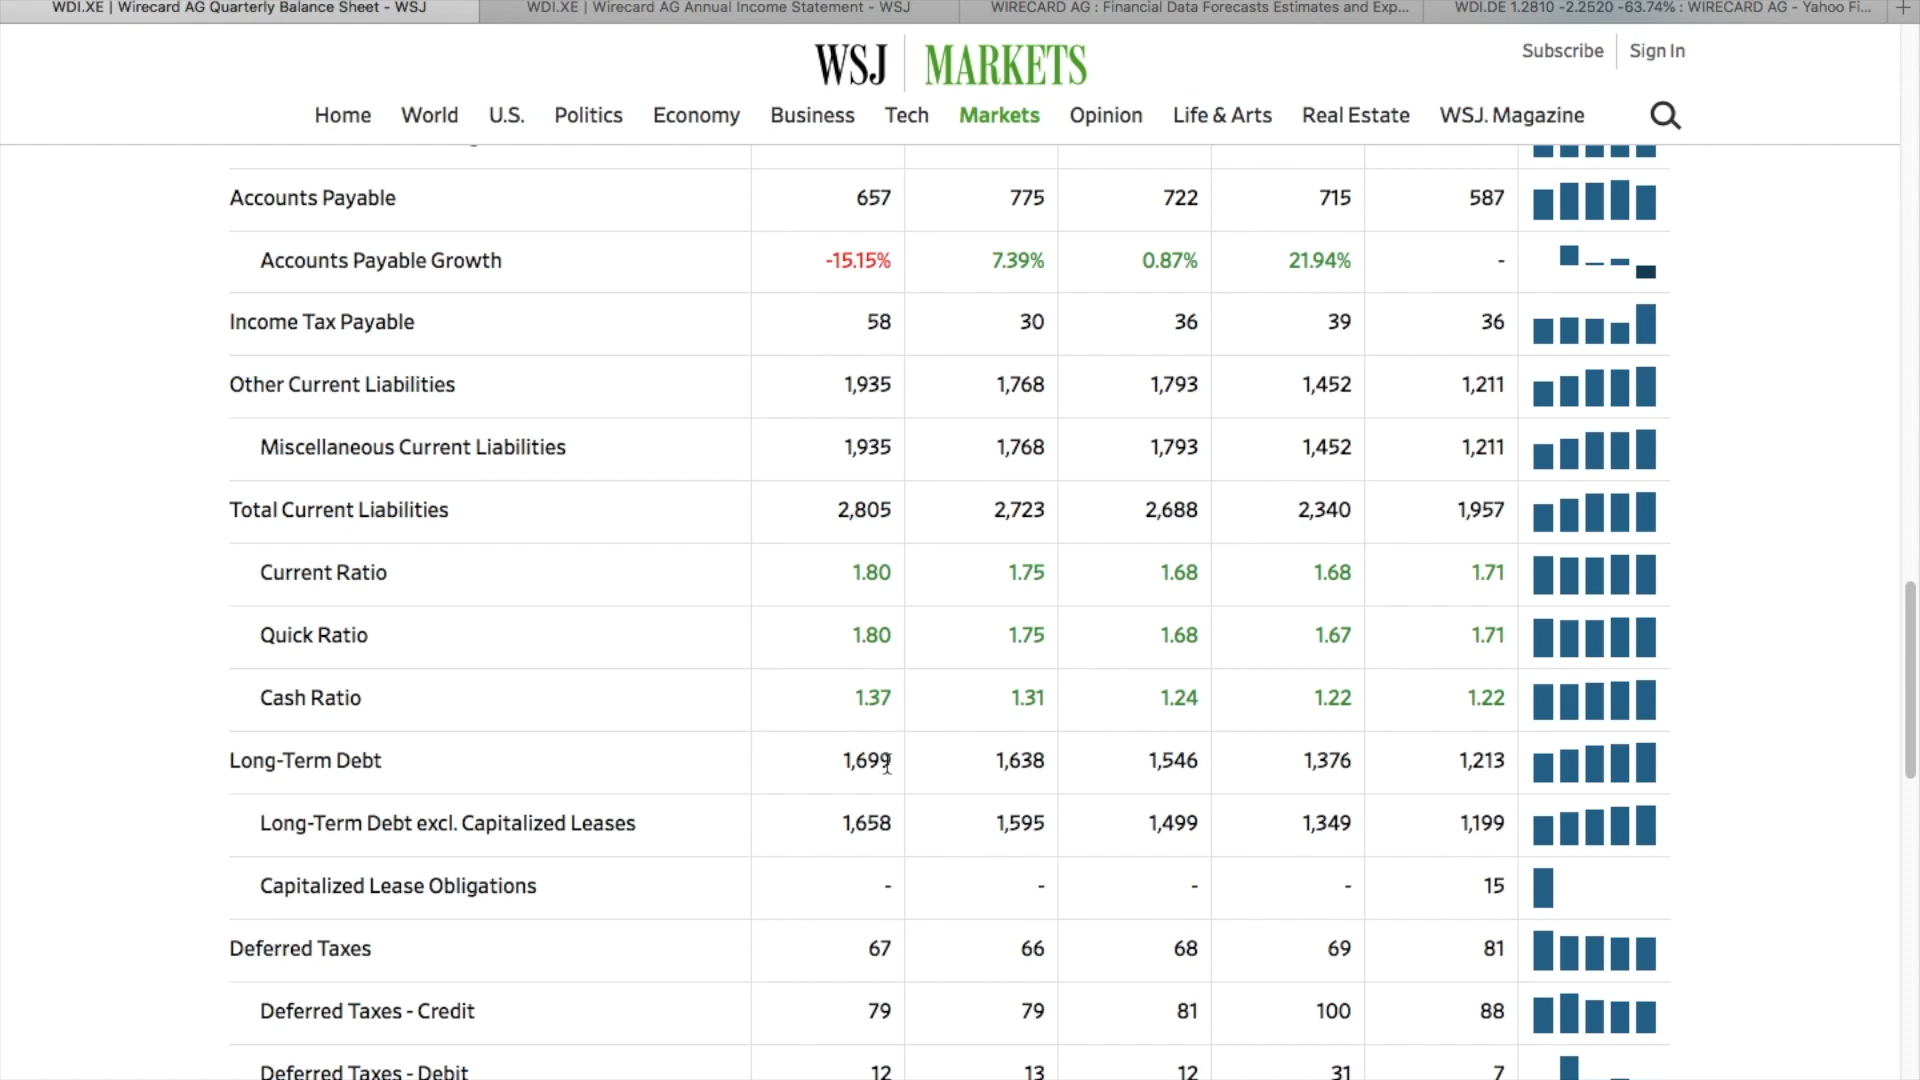 WDI.XE | Wirecard AG Quarterly Balance Sheet - WSJ WDI.XE | Wirecard AG Annual Income Statement - WSJ WIRECARD AG : Financial Data Forecasts Estimates and Exp... WDI.DE 1.2810 -2.2520 -63.74% : WIRECARD AG - Yahoo Fi... +
WSJ MARKETS Subscribe Sign In
Home World U.S. Politics Economy Business Tech Markets Opinion Life & Arts Real Estate WSJ. Magazine
Accounts Payable 657 775 722 715 587
Accounts Payable Growth -15.15% 7.39% 0.87% 21.94% -
Income Tax Payable 58 30 36 39 36
Other Current Liabilities 1,935 1,768 1,793 1,452 1,211
Miscellaneous Current Liabilities 1,935 1,768 1,793 1,452 1,211
Total Current Liabilities 2,805 2,723 2,688 2,340 1,957
Current Ratio 1.80 1.75 1.68 1.68 1.71
Quick Ratio 1.80 1.75 1.68 1.67 1.71
Cash Ratio 1.37 1.31 1.24 1.22 1.22
Long-Term Debt 1,699 1,638 1,546 1,376 1,213
Long-Term Debt excl. Capitalized Leases 1,658 1,595 1,499 1,349 1,199
Capitalized Lease Obligations - - - - 15
Deferred Taxes 67 66 68 69 81
Deferred Taxes - Credit 79 79 81 100 88
Deferred Taxes - Debit 12 13 12 31 7